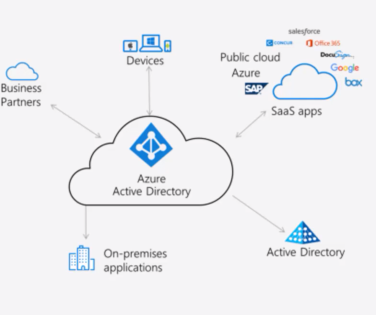 salesforce
CONCUR
Office 365
DocuSign
Google
box
Public cloud
Azure
SAP
SaaS apps
Devices
Business
Partners
Azure
Active Directory
On-premises
applications
Active Directory